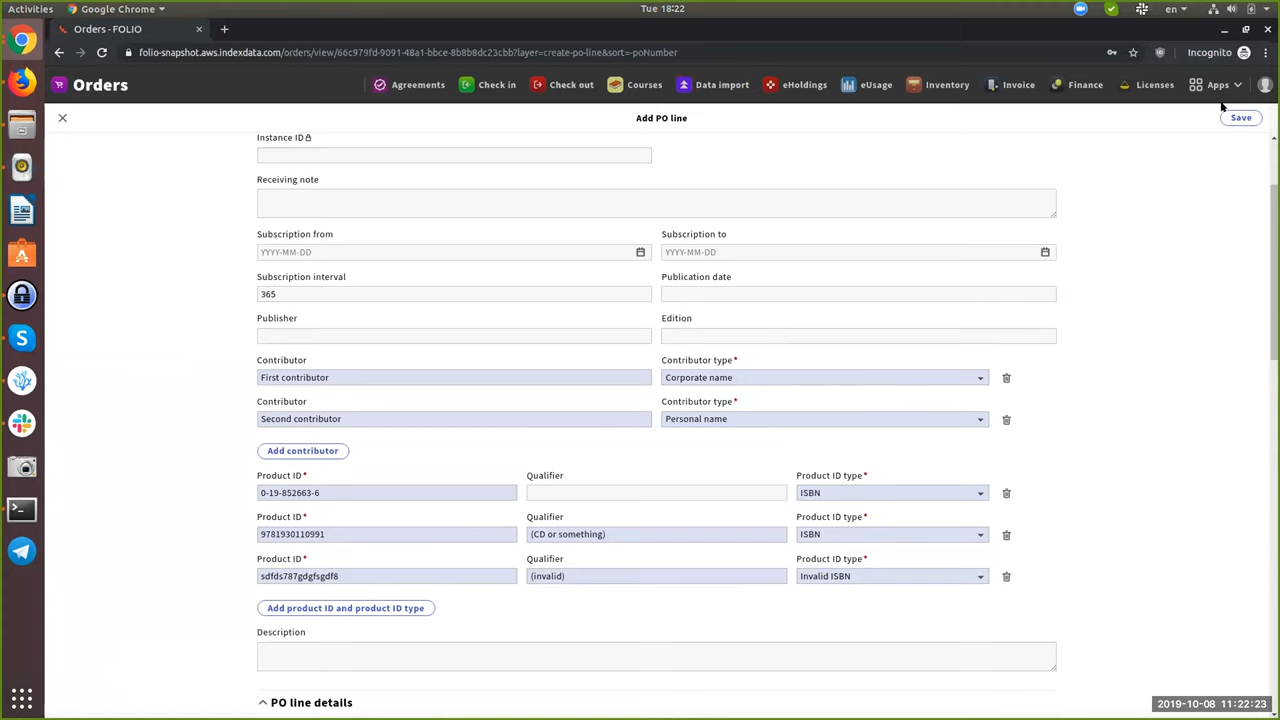 Activities Google Chrome Tue 18:22 en
Orders - FOLIO
folio-snapshot.aws.indexdata.com/orders/view/66c979fd-9091-48a1-bbce-8b8b8dc23cbb?layer=create-po-line&sort=-poNumber Incognito
Orders Agreements Check in Check out Courses Data import eHoldings eUsage Inventory Invoice Finance Licenses Apps
Add PO line Save
Instance ID
Receiving note
Subscription from Subscription to
YYYY-MM-DD YYYY-MM-DD
Subscription interval Publication date
365
Publisher Edition
Contributor Contributor type*
First contributor Corporate name
Contributor Contributor type*
Second contributor Personal name
Add contributor
Product ID* Qualifier Product ID type*
0-19-852663-6 ISBN
Product ID* Qualifier Product ID type*
9781930110991 (CD or something) ISBN
Product ID* Qualifier Product ID type*
sdfds787gdgfsgdf8 (invalid) Invalid ISBN
Add product ID and product ID type
Description
PO line details
2019-10-08 11:22:23